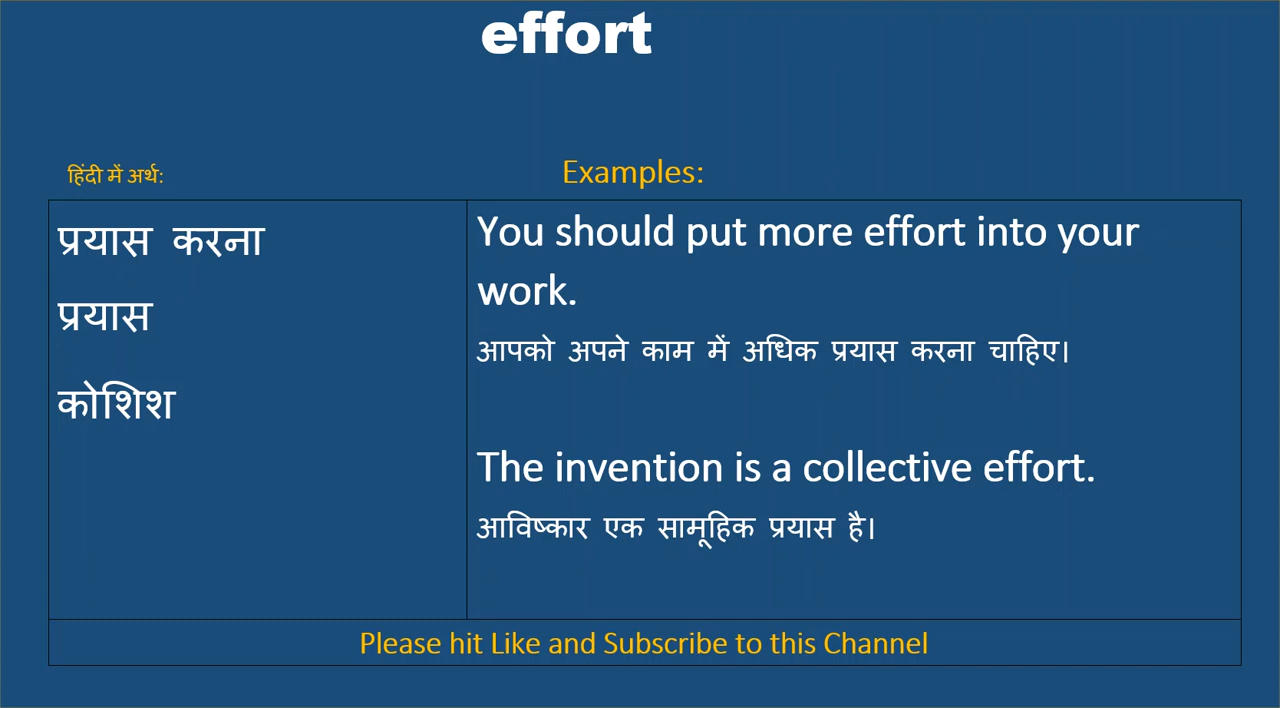 effort
हिंदी में अर्थ:
Examples:
प्रयास करना
प्रयास
कोशिश
You should put more effort into your
work.
आपको अपने काम में अधिक प्रयास करना चाहिए।
The invention is a collective effort.
आविष्कार एक सामूहिक प्रयास है।
Please hit Like and Subscribe to this Channel